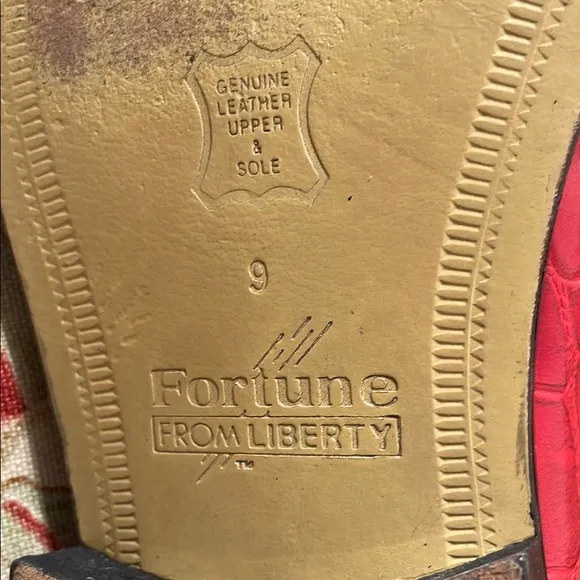 GENUINE
LEATHER
UPPER
&
SOLE
9
Fortune
FROM LIBERTY
TM